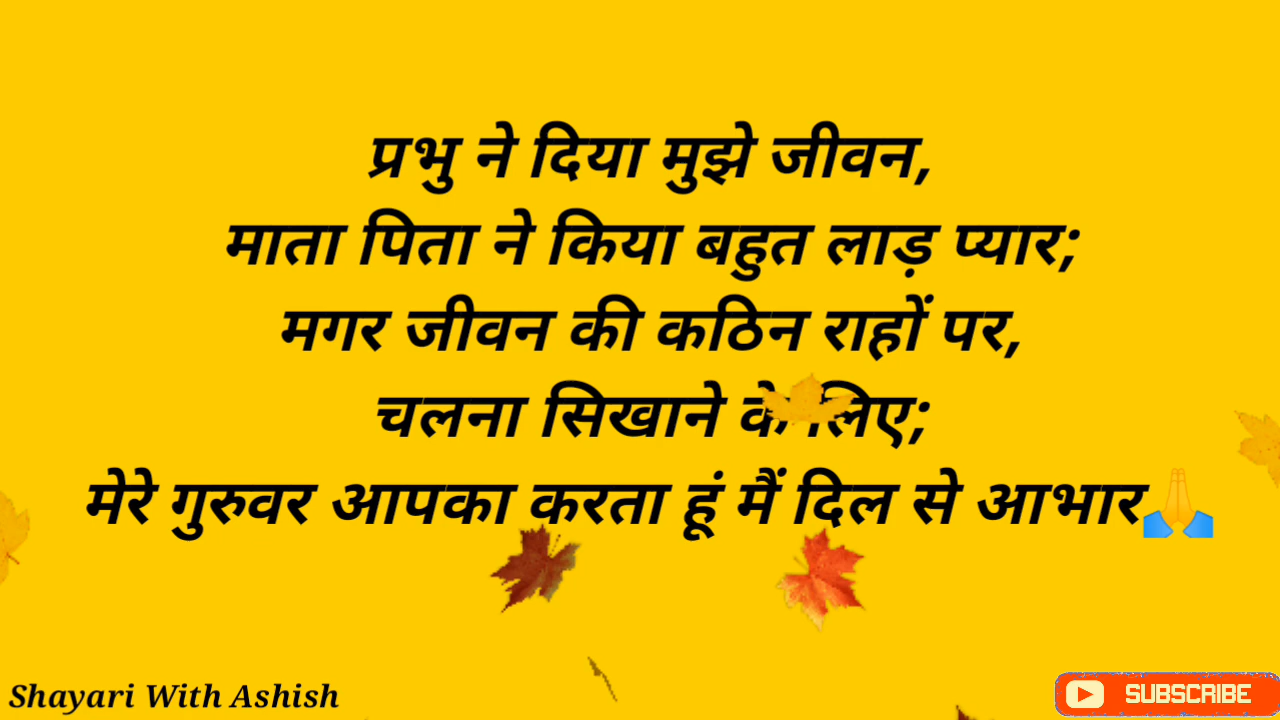 प्रभु ने दिया मुझे जीवन,
माता पिता ने किया बहुत लाड़ प्यार;
मगर जीवन की कठिन राहों पर,
चलना सिखाने के लिए;
मेरे गुरुवर आपका करता हूं मैं दिल से आभार🙏
Shayari With Ashish
SUBSCRIBE